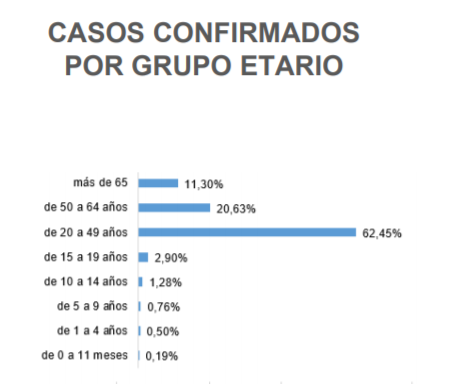 CASOS CONFIRMADOS
POR GRUPO ETARIO
más de 65 11,30%
de 50 a 64 años 20,63%
de 20 a 49 años 62,45%
de 15 a 19 años 2,90%
de 10 a 14 años 1,28%
de 5 a 9 años 0,76%
de 1 a 4 años 0,50%
de 0 a 11 meses 0,19%